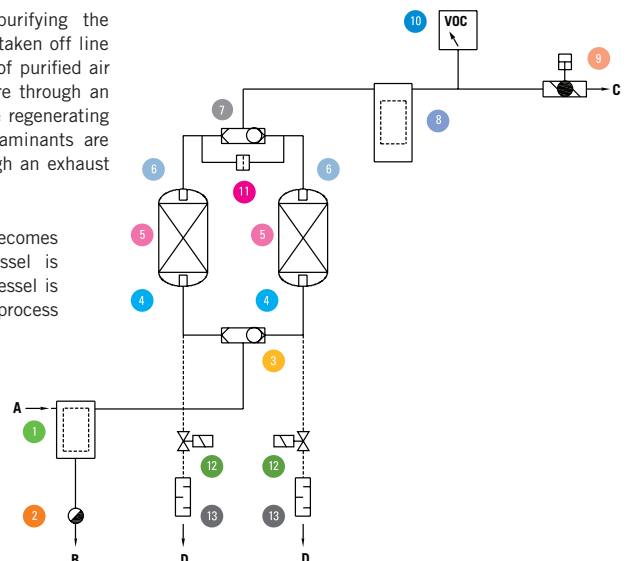 purifying the
taken off line
of purified air
re through an
e regenerating
taminants are
gh an exhaust
ecomes
ssel is
essel is
process
10
VOC
9
C
7
8
6
11
6
5
5
4
4
3
A
1
12
12
2
13
13
B
D
D